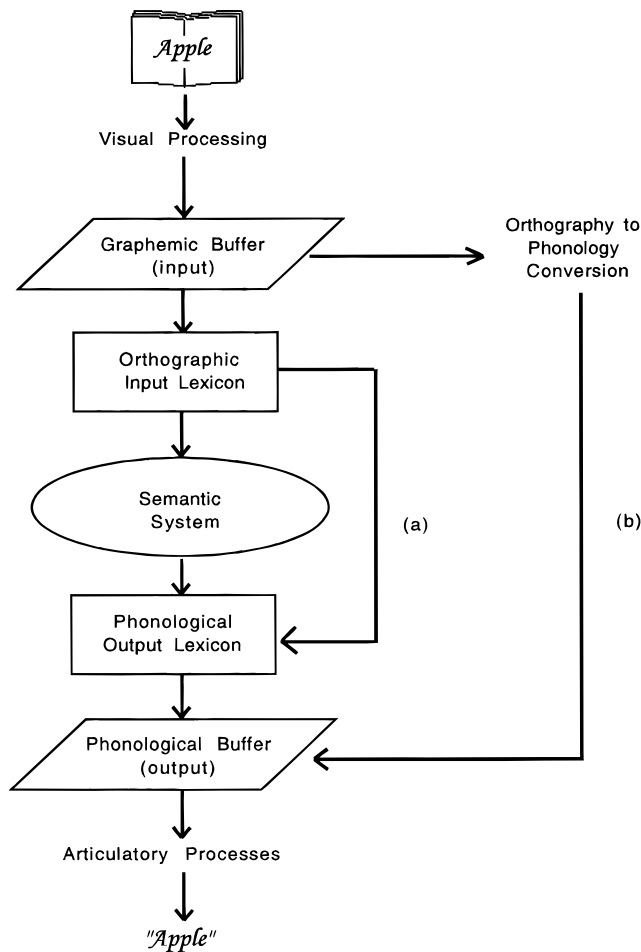 Apple
Visual Processing
Graphemic Buffer
(input)
Orthography to
Phonology
Conversion
Orthographic
Input Lexicon
Semantic
System
(a)
(b)
Phonological
Output Lexicon
Phonological Buffer
(output)
Articulatory Processes
"Apple"